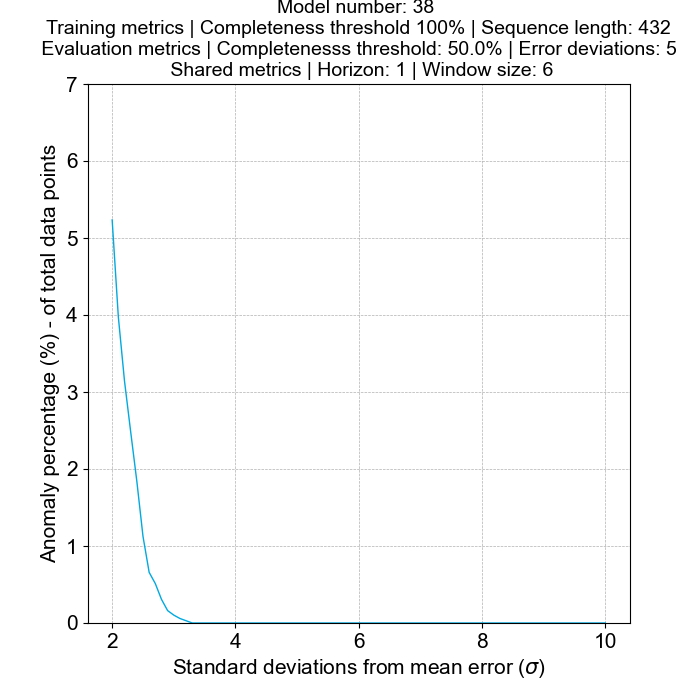 Model number: 38
Training metrics | Completeness threshold 100% | Sequence length: 432
Evaluation metrics | Completenesss threshold: 50.0% | Error deviations: 5
Shared metrics | Horizon: 1 | Window size: 6
7
6
5
4
3
2
1
0
Anomaly percentage (%) - of total data points
2 4 6 8 10
Standard deviations from mean error (σ)